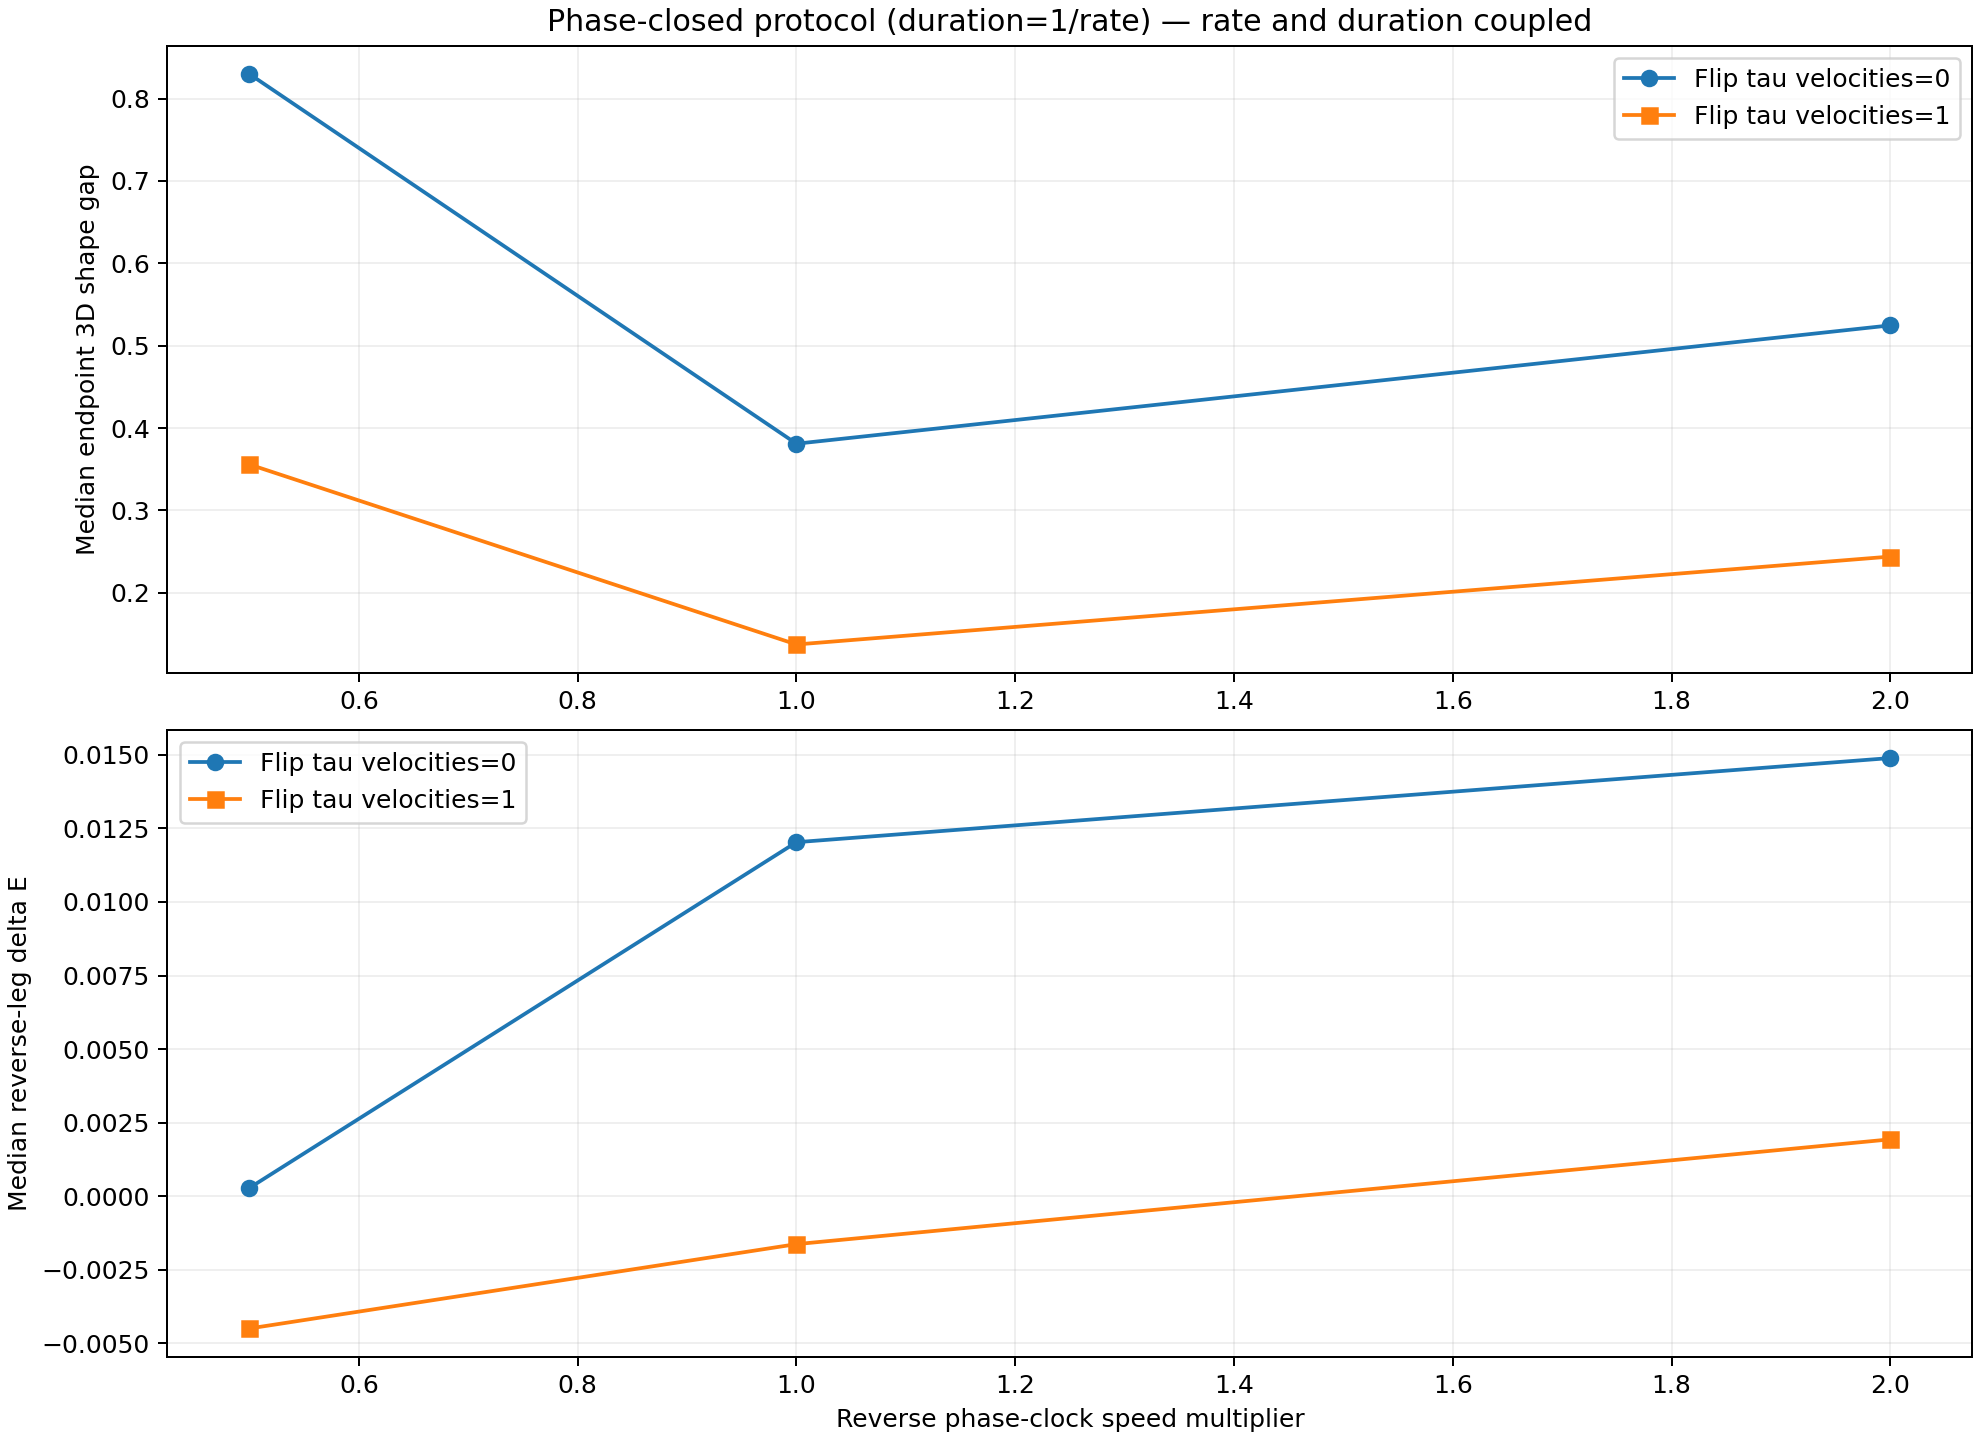 Phase-closed protocol (duration=1/rate) — rate and duration coupled
Flip tau velocities=0
Flip tau velocities=1
Median endpoint 3D shape gap
0.8
0.7
0.6
0.5
0.4
0.3
0.2
0.6 0.8 1.0 1.2 1.4 1.6 1.8 2.0
Flip tau velocities=0
Flip tau velocities=1
Median reverse-leg delta E
0.0150
0.0125
0.0100
0.0075
0.0050
0.0025
0.0000
−0.0025
−0.0050
0.6 0.8 1.0 1.2 1.4 1.6 1.8 2.0
Reverse phase-clock speed multiplier